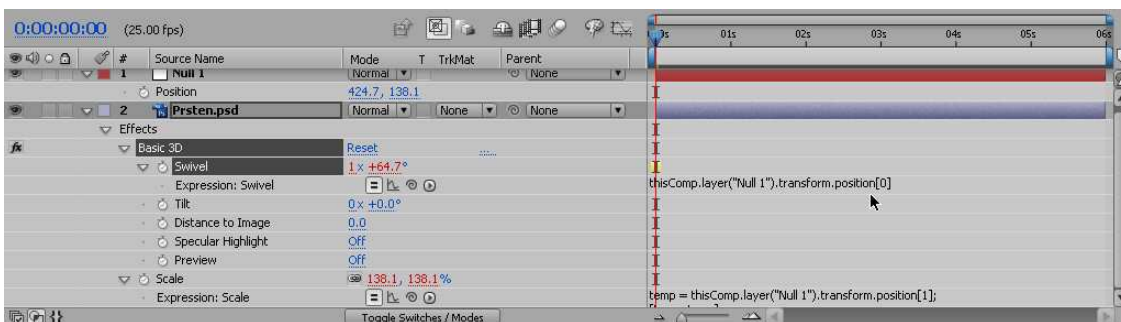 0:00:00:00 (25.00 fps)
01s 02s 03s 04s 05s 06s
# Source Name Mode T TrkMat Parent
1 Null 1 Normal None
Position 424.7, 138.1
2 Prsten.psd Normal None None
Effects
fx Basic 3D Reset ...
Swivel 1 x +64.7°
Expression: Swivel thisComp.layer("Null 1").transform.position[0]
Tilt 0 x +0.0°
Distance to Image 0.0
Specular Highlight Off
Preview Off
Scale 138.1, 138.1%
Expression: Scale temp = thisComp.layer("Null 1").transform.position[1];
Toggle Switches / Modes